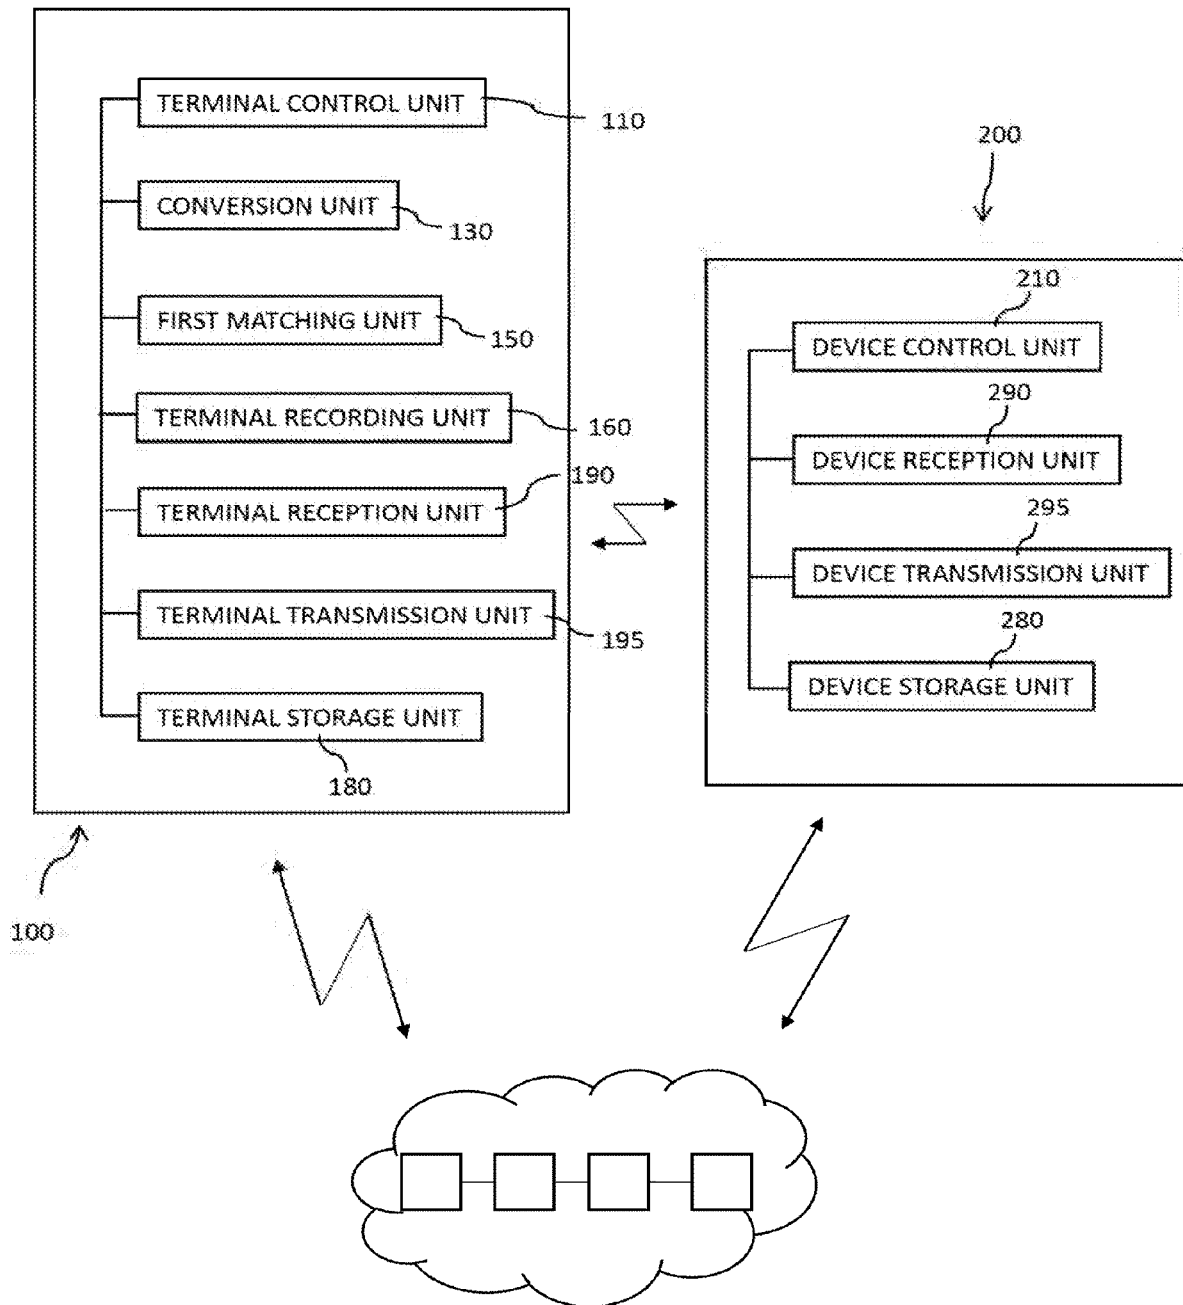 TERMINAL CONTROL UNIT
110
CONVERSION UNIT
130
FIRST MATCHING UNIT
150
TERMINAL RECORDING UNIT
160
190
TERMINAL RECEPTION UNIT
TERMINAL TRANSMISSION UNIT
195
TERMINAL STORAGE UNIT
180
100
200
210
DEVICE CONTROL UNIT
290
DEVICE RECEPTION UNIT
295
DEVICE TRANSMISSION UNIT
280
DEVICE STORAGE UNIT